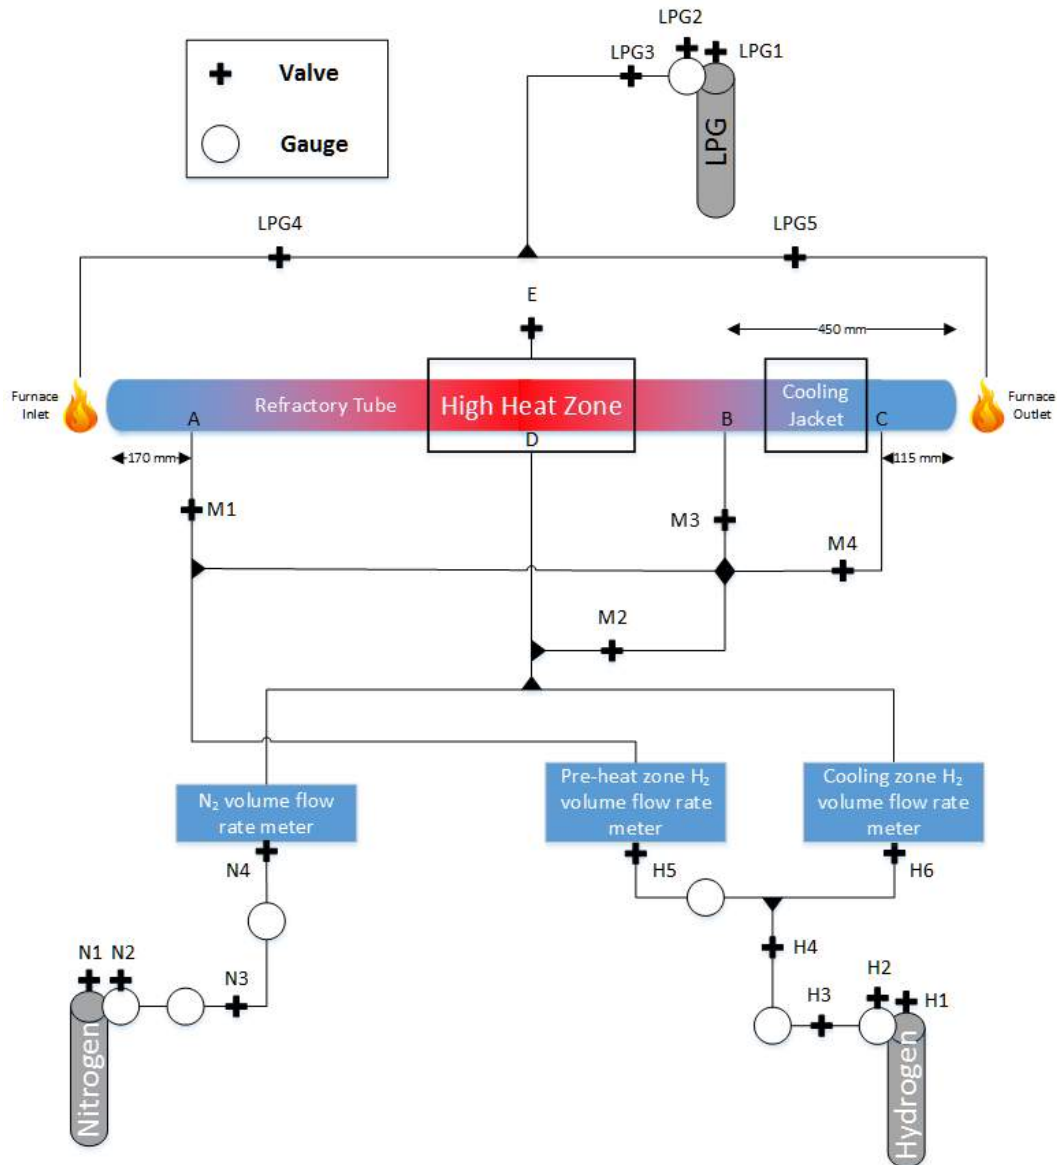 LPG2
LPG3
LPG1
Valve
Gauge
LPG
LPG4
LPG5
E
450 mm
Furnace
Inlet
Refractory Tube
High Heat Zone
Cooling
Jacket
Furnace
Outlet
A
D
B
C
170 mm
115 mm
M1
M3
M4
M2
N₂ volume flow
rate meter
Pre-heat zone H₂
volume flow rate
meter
Cooling zone H₂
volume flow rate
meter
N4
H5
H6
N1
N2
N3
H4
H2
H3
H1
Nitrogen
Hydrogen